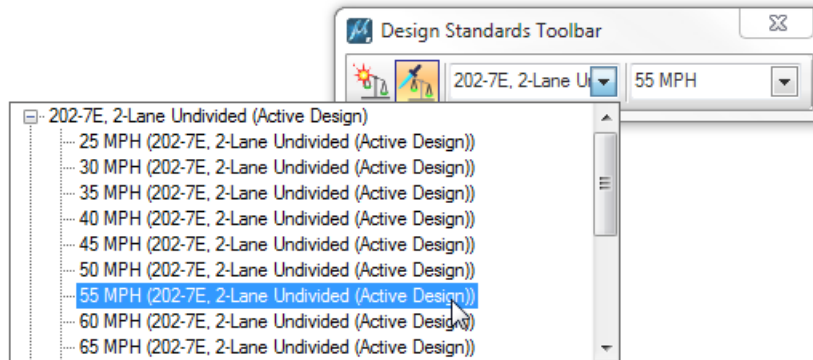 Design Standards Toolbar
202-7E, 2-Lane U
55 MPH
202-7E, 2-Lane Undivided (Active Design)
25 MPH (202-7E, 2-Lane Undivided (Active Design))
30 MPH (202-7E, 2-Lane Undivided (Active Design))
35 MPH (202-7E, 2-Lane Undivided (Active Design))
40 MPH (202-7E, 2-Lane Undivided (Active Design))
45 MPH (202-7E, 2-Lane Undivided (Active Design))
50 MPH (202-7E, 2-Lane Undivided (Active Design))
55 MPH (202-7E, 2-Lane Undivided (Active Design))
60 MPH (202-7E, 2-Lane Undivided (Active Design))
65 MPH (202-7E, 2-Lane Undivided (Active Design))